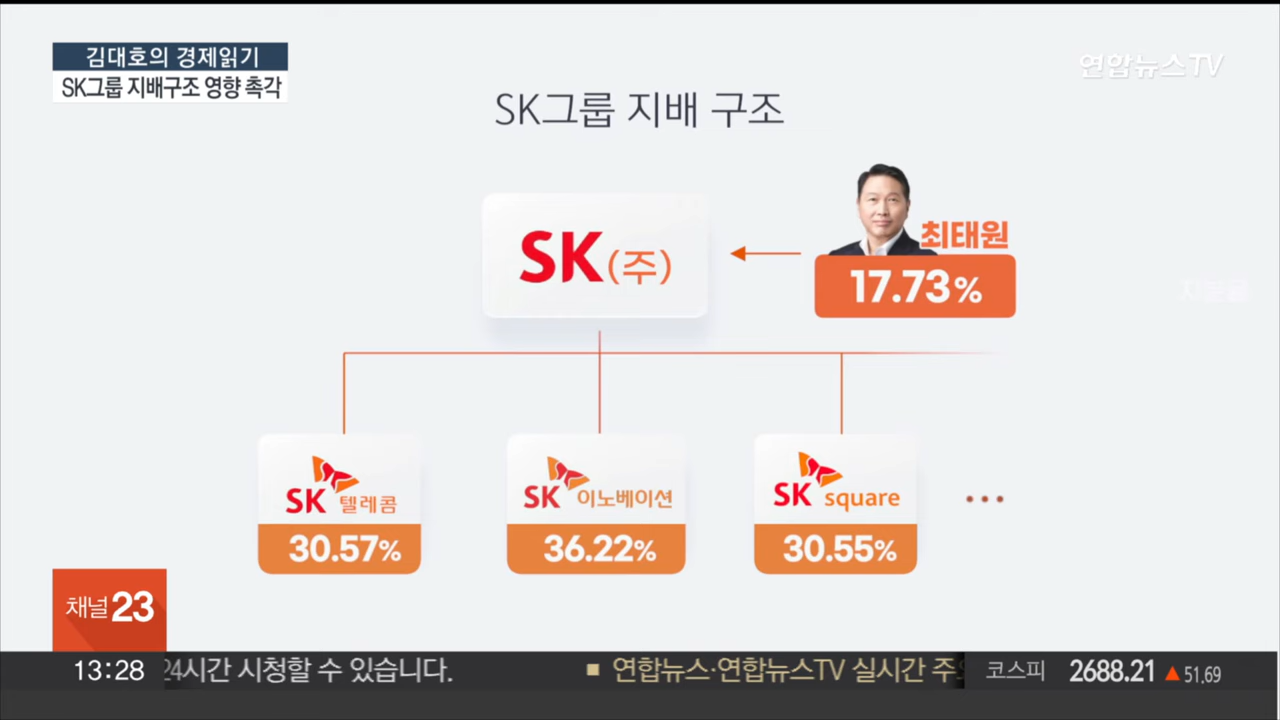 김대호의 경제읽기
SK그룹 지배구조 영향 촉각
연합뉴스TV
SK그룹 지배 구조
SK(주)
최태원
17.73%
SK 텔레콤
30.57%
SK 이노베이션
36.22%
SK square
30.55%
•••
채널 23
13:28 24시간 시청할 수 있습니다. ■ 연합뉴스·연합뉴스TV 실시간 코스피 2688.21 ▲ 51.69